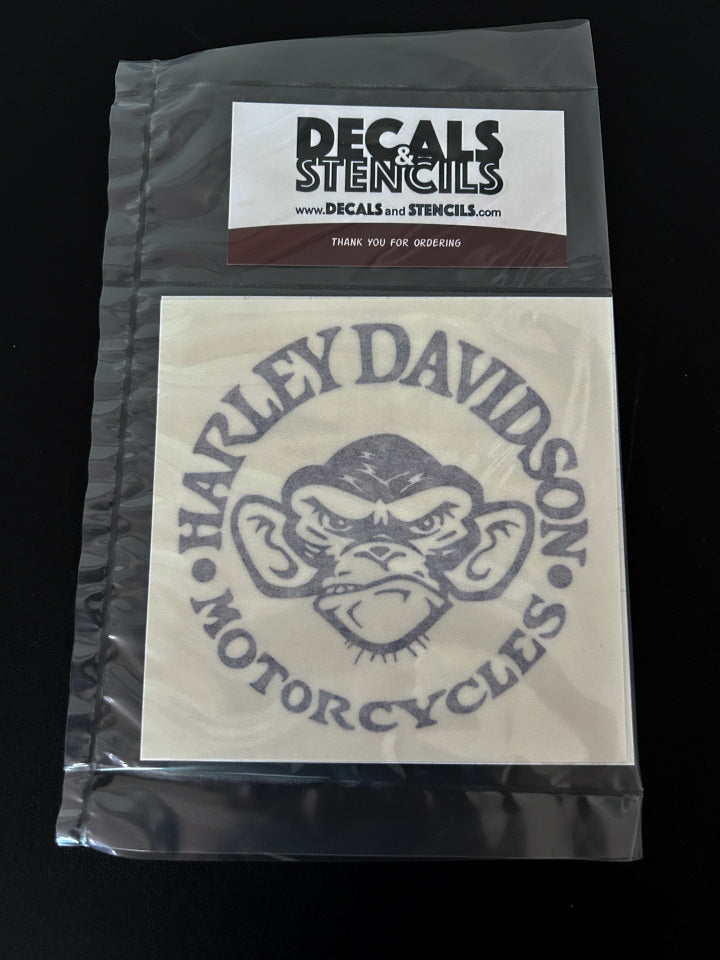 DECALS
&
STENCILS
www.DECALS and STENCILS.com
THANK YOU FOR ORDERING
HARLEY DAVIDSON
• MOTORCYCLES •